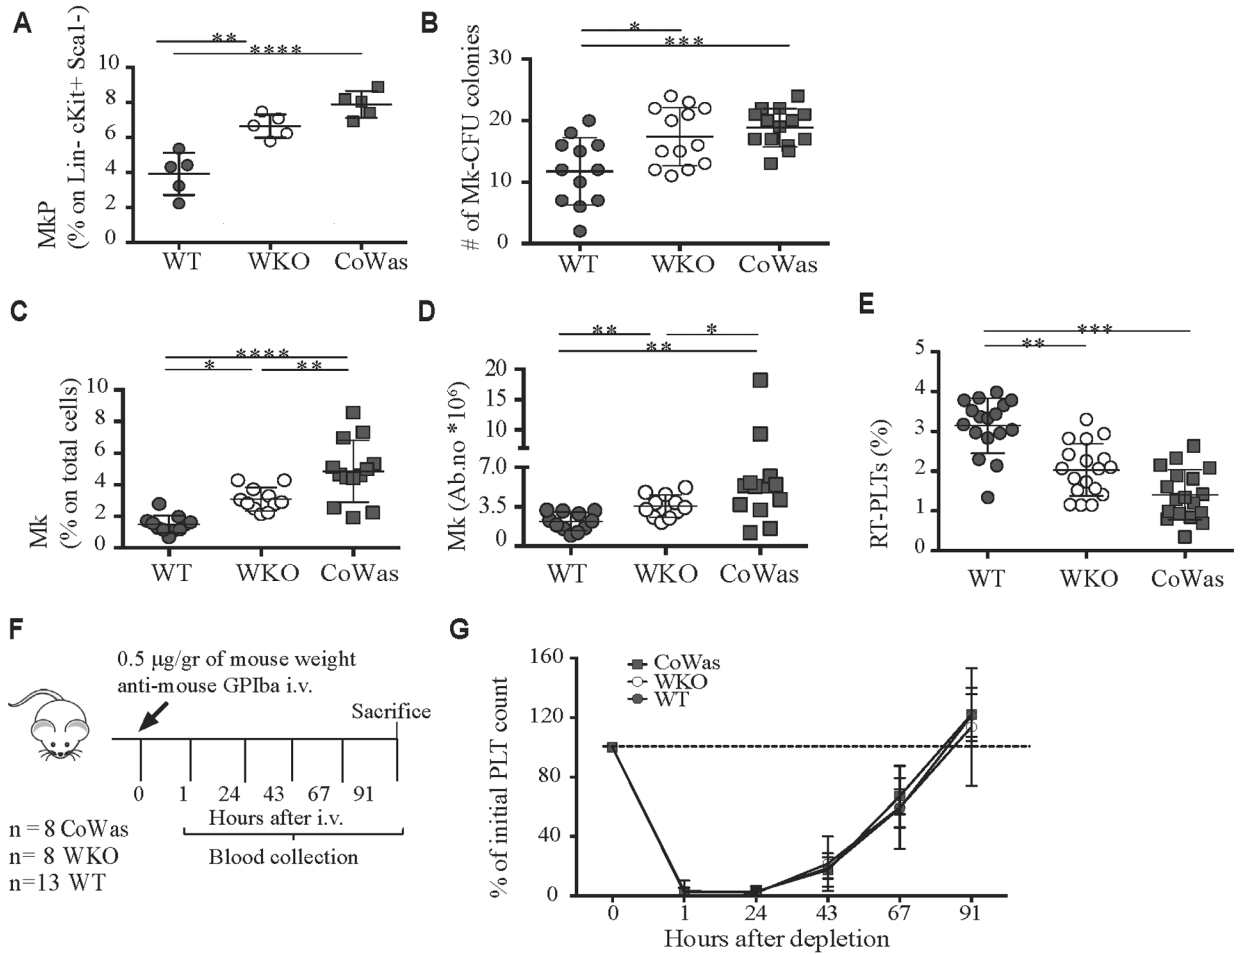 A
**
****
MkP
(% on Lin- cKit+ Sca1-)
10
8
6
4
2
0
WT
WKO
CoWas
B
*
***
# of Mk-CFU colonies
30
20
10
0
WT
WKO
CoWas
C
****
*
**
Mk
(% on total cells)
10
8
6
4
2
0
WT
WKO
CoWas
D
**
*
**
Mk (Ab.no *10⁶)
20
15
10
7.0
3.5
0
WT
WKO
CoWas
E
***
**
RT-PLTs (%)
5
4
3
2
1
0
WT
WKO
CoWas
F
0.5 µg/gr of mouse weight
anti-mouse GPIba i.v.
Sacrifice
0 1 24 43 67 91
Hours after i.v.
Blood collection
n = 8 CoWas
n= 8 WKO
n=13 WT
G
CoWas
WKO
WT
% of initial PLT count
160
120
80
40
0
0 1 24 43 67 91
Hours after depletion